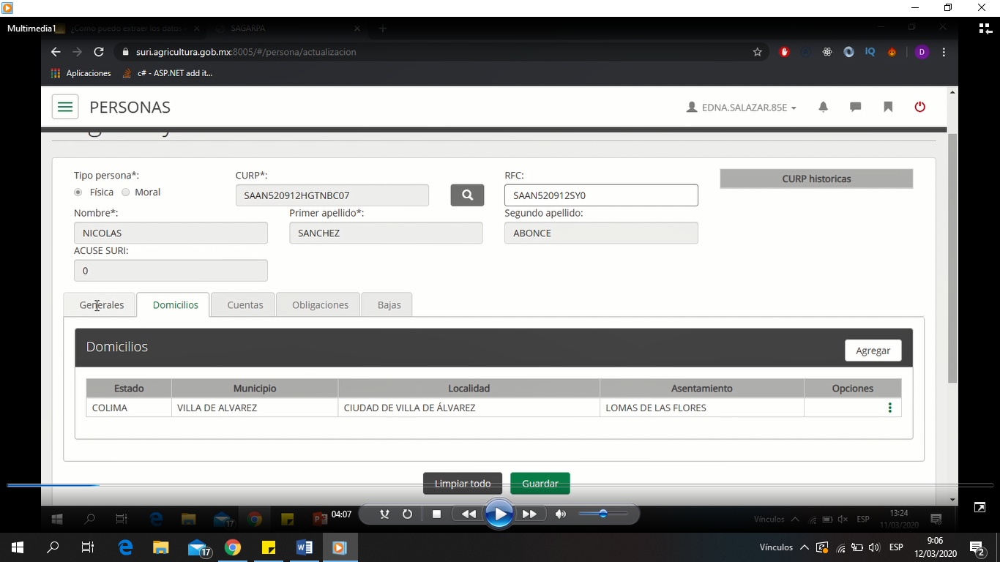 Multimedia1
¿Como puedo extraer los datos
SAGARPA
suri.agricultura.gob.mx:8005/#/persona/actualizacion
IQ
D
Aplicaciones
c# - ASP.NET add it...
PERSONAS
EDNA.SALAZAR.85E
Tipo persona*:
CURP*:
RFC:
CURP historicas
Física
Moral
SAAN520912HGTNBC07
SAAN520912SY0
Nombre*:
Primer apellido*:
Segundo apellido:
NICOLAS
SANCHEZ
ABONCE
ACUSE SURI:
0
Generales
Domicilios
Cuentas
Obligaciones
Bajas
Domicilios
Agregar
Estado
Municipio
Localidad
Asentamiento
Opciones
COLIMA
VILLA DE ALVAREZ
CIUDAD DE VILLA DE ÁLVAREZ
LOMAS DE LAS FLORES
Limpiar todo
Guardar
17
04:07
Vínculos
ESP
13:24
11/03/2020
17
Vínculos
ESP
9:06
12/03/2020
2